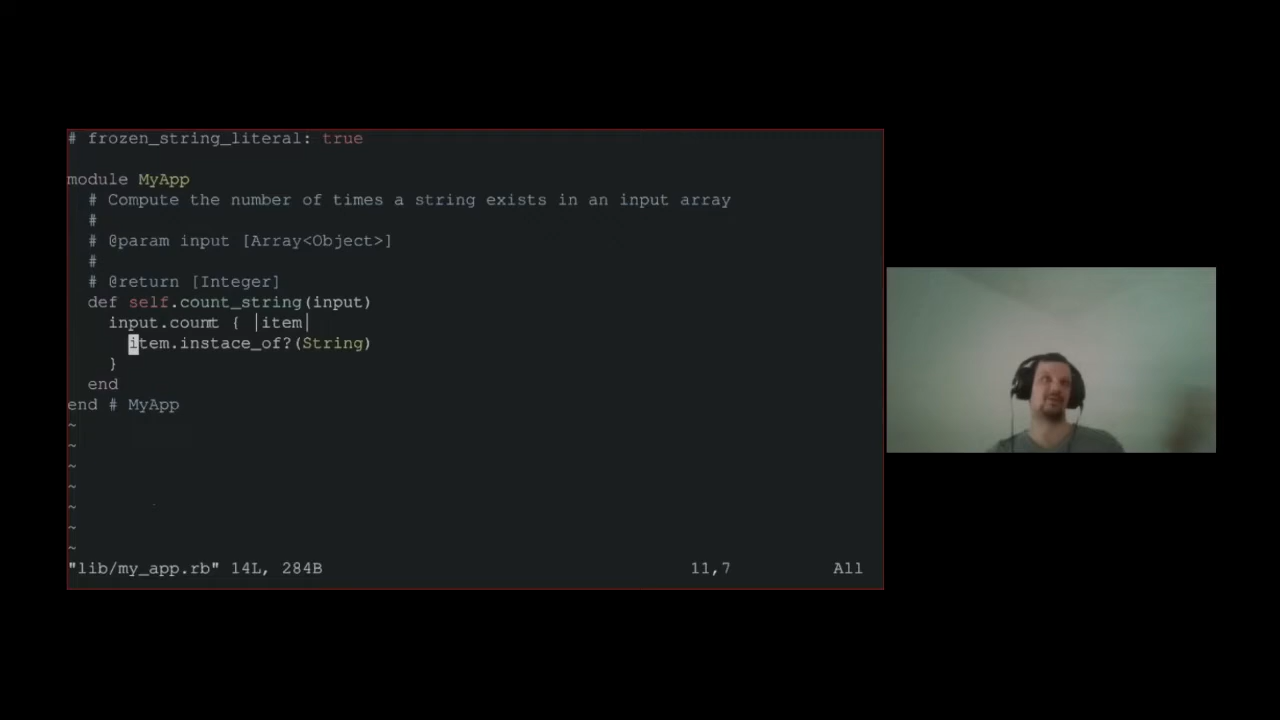 # frozen_string_literal: true
module MyApp
# Compute the number of times a string exists in an input array
#
# @param input [Array<Object>]
#
# @return [Integer]
def self.count_string(input)
input.count { |item|
item.instace_of?(String)
}
end
end # MyApp
~
~
~
~
~
~
~
"lib/my_app.rb" 14L, 284B 11,7 All